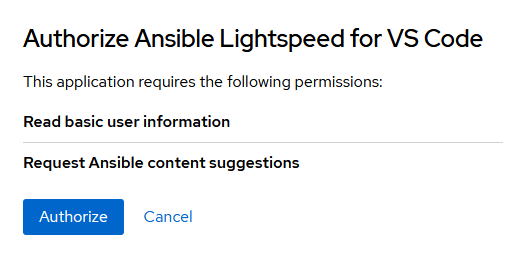 Authorize Ansible Lightspeed for VS Code
This application requires the following permissions:
Read basic user information
Request Ansible content suggestions
Authorize
Cancel